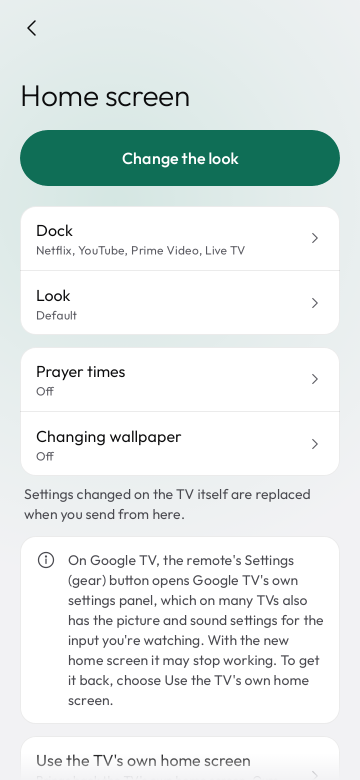 Home screen
Change the look
Dock
Netflix, YouTube, Prime Video, Live TV
Look
Default
Prayer times
Off
Changing wallpaper
Off
Settings changed on the TV itself are replaced
when you send from here.
On Google TV, the remote's Settings
(gear) button opens Google TV's own
settings panel, which on many TVs also
has the picture and sound settings for the
input you're watching. With the new
home screen it may stop working. To get
it back, choose Use the TV's own home
screen.
Use the TV's own home screen